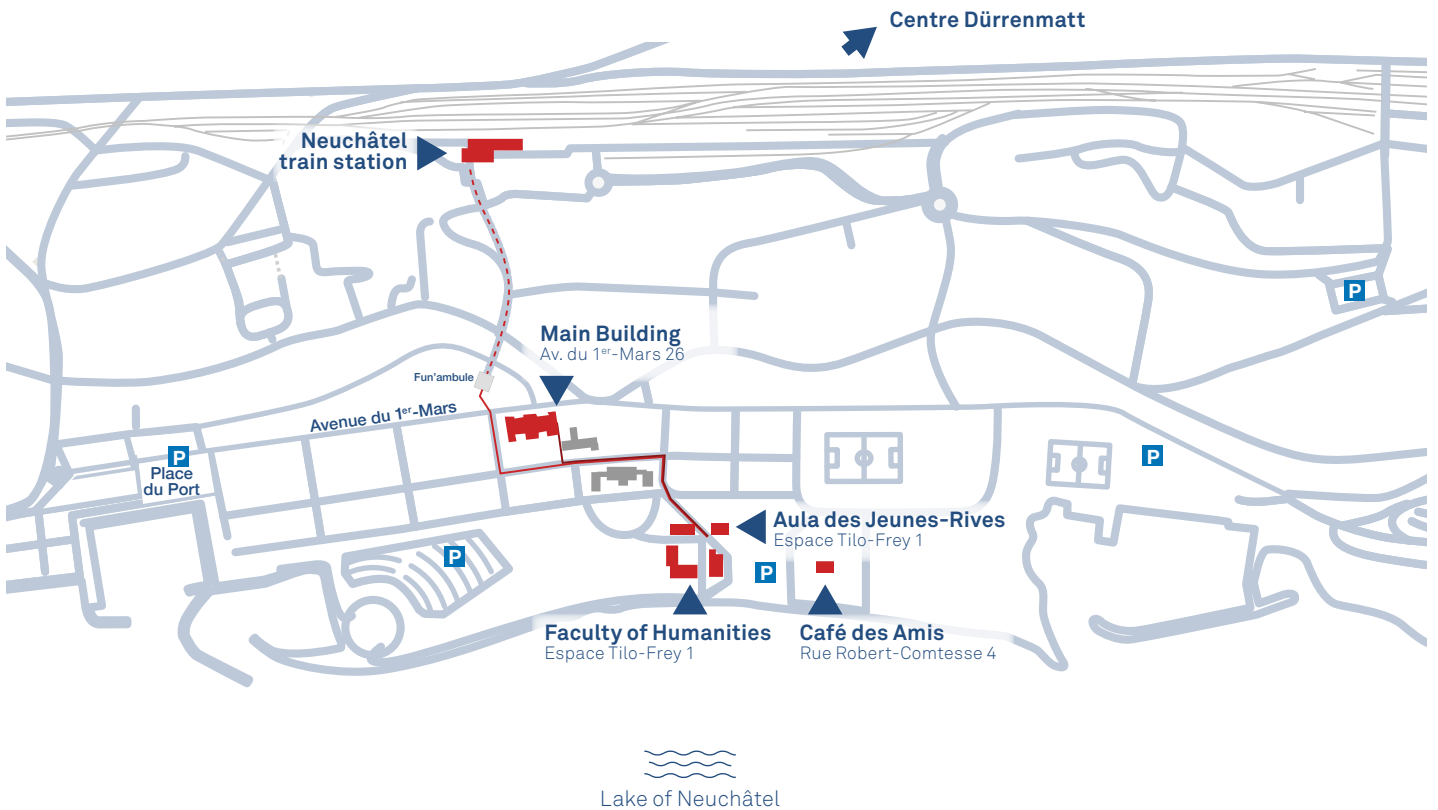 Centre Dürrenmatt
Neuchâtel
train station
P
Main Building
Av. du 1er-Mars 26
Fun'ambule
Avenue du 1er-Mars
P
Place
du Port
P
Aula des Jeunes-Rives
Espace Tilo-Frey 1
P
P
Faculty of Humanities
Espace Tilo-Frey 1
Café des Amis
Rue Robert-Comtesse 4
Lake of Neuchâtel